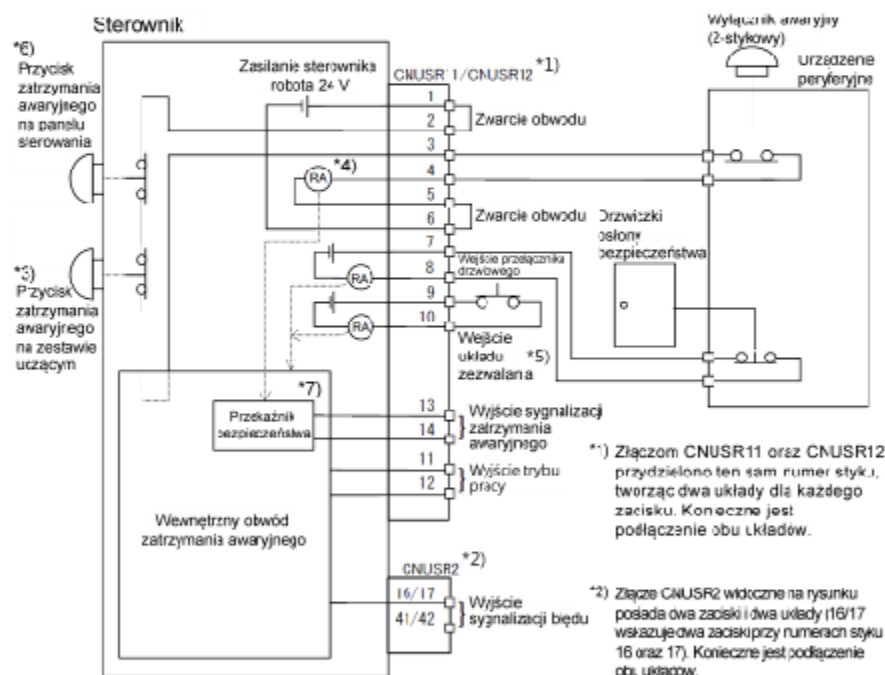 Sterownik
*6)
Przycisk
zatrzymania
awaryjnego
na panelu
sterowania
*3)
Przycisk
zatrzymania
awaryjnego
na zestawie
uczącym
Zasilanie sterownika
robota 24 V
CNUSR11/CNUSR12 *1)
1
2
3
4
5
6
7
8
9
10
13
14
11
12
RA
*4)
RA
RA
Zwarcie obwodu
Zwarcie obwodu
Wejście przełącznika
drzwowego
Wejście
układu *5)
zezwalania
Wyłącznik awaryjny
(2-stykowy)
Urządzenie
peryferyjne
Drzwiczki
osłony
bezpieczeństwa
*7)
Przekaźnik
bezpieczeństwa
Wyjście sygnalizacji
zatrzymania
awaryjnego
Wyjście trybu
pracy
Wewnętrzny obwód
zatrzymania awaryjnego
CNUSR2 *2)
16/17
41/42
Wyjście
sygnalizacji błędu
*1) Złączom CNUSR11 oraz CNUSR12
przydzielono ten sam numer styku,
tworząc dwa układy dla każdego
zacisku. Konieczne jest
podłączenie obu układów.
*2) Złącze CNUSR2 widoczne na rysunku
posiada dwa zaciski i dwa układy (16/17
wskazuje dwa zaciski przy numerach styku
16 oraz 17). Konieczne jest podłączenie
obu układów.